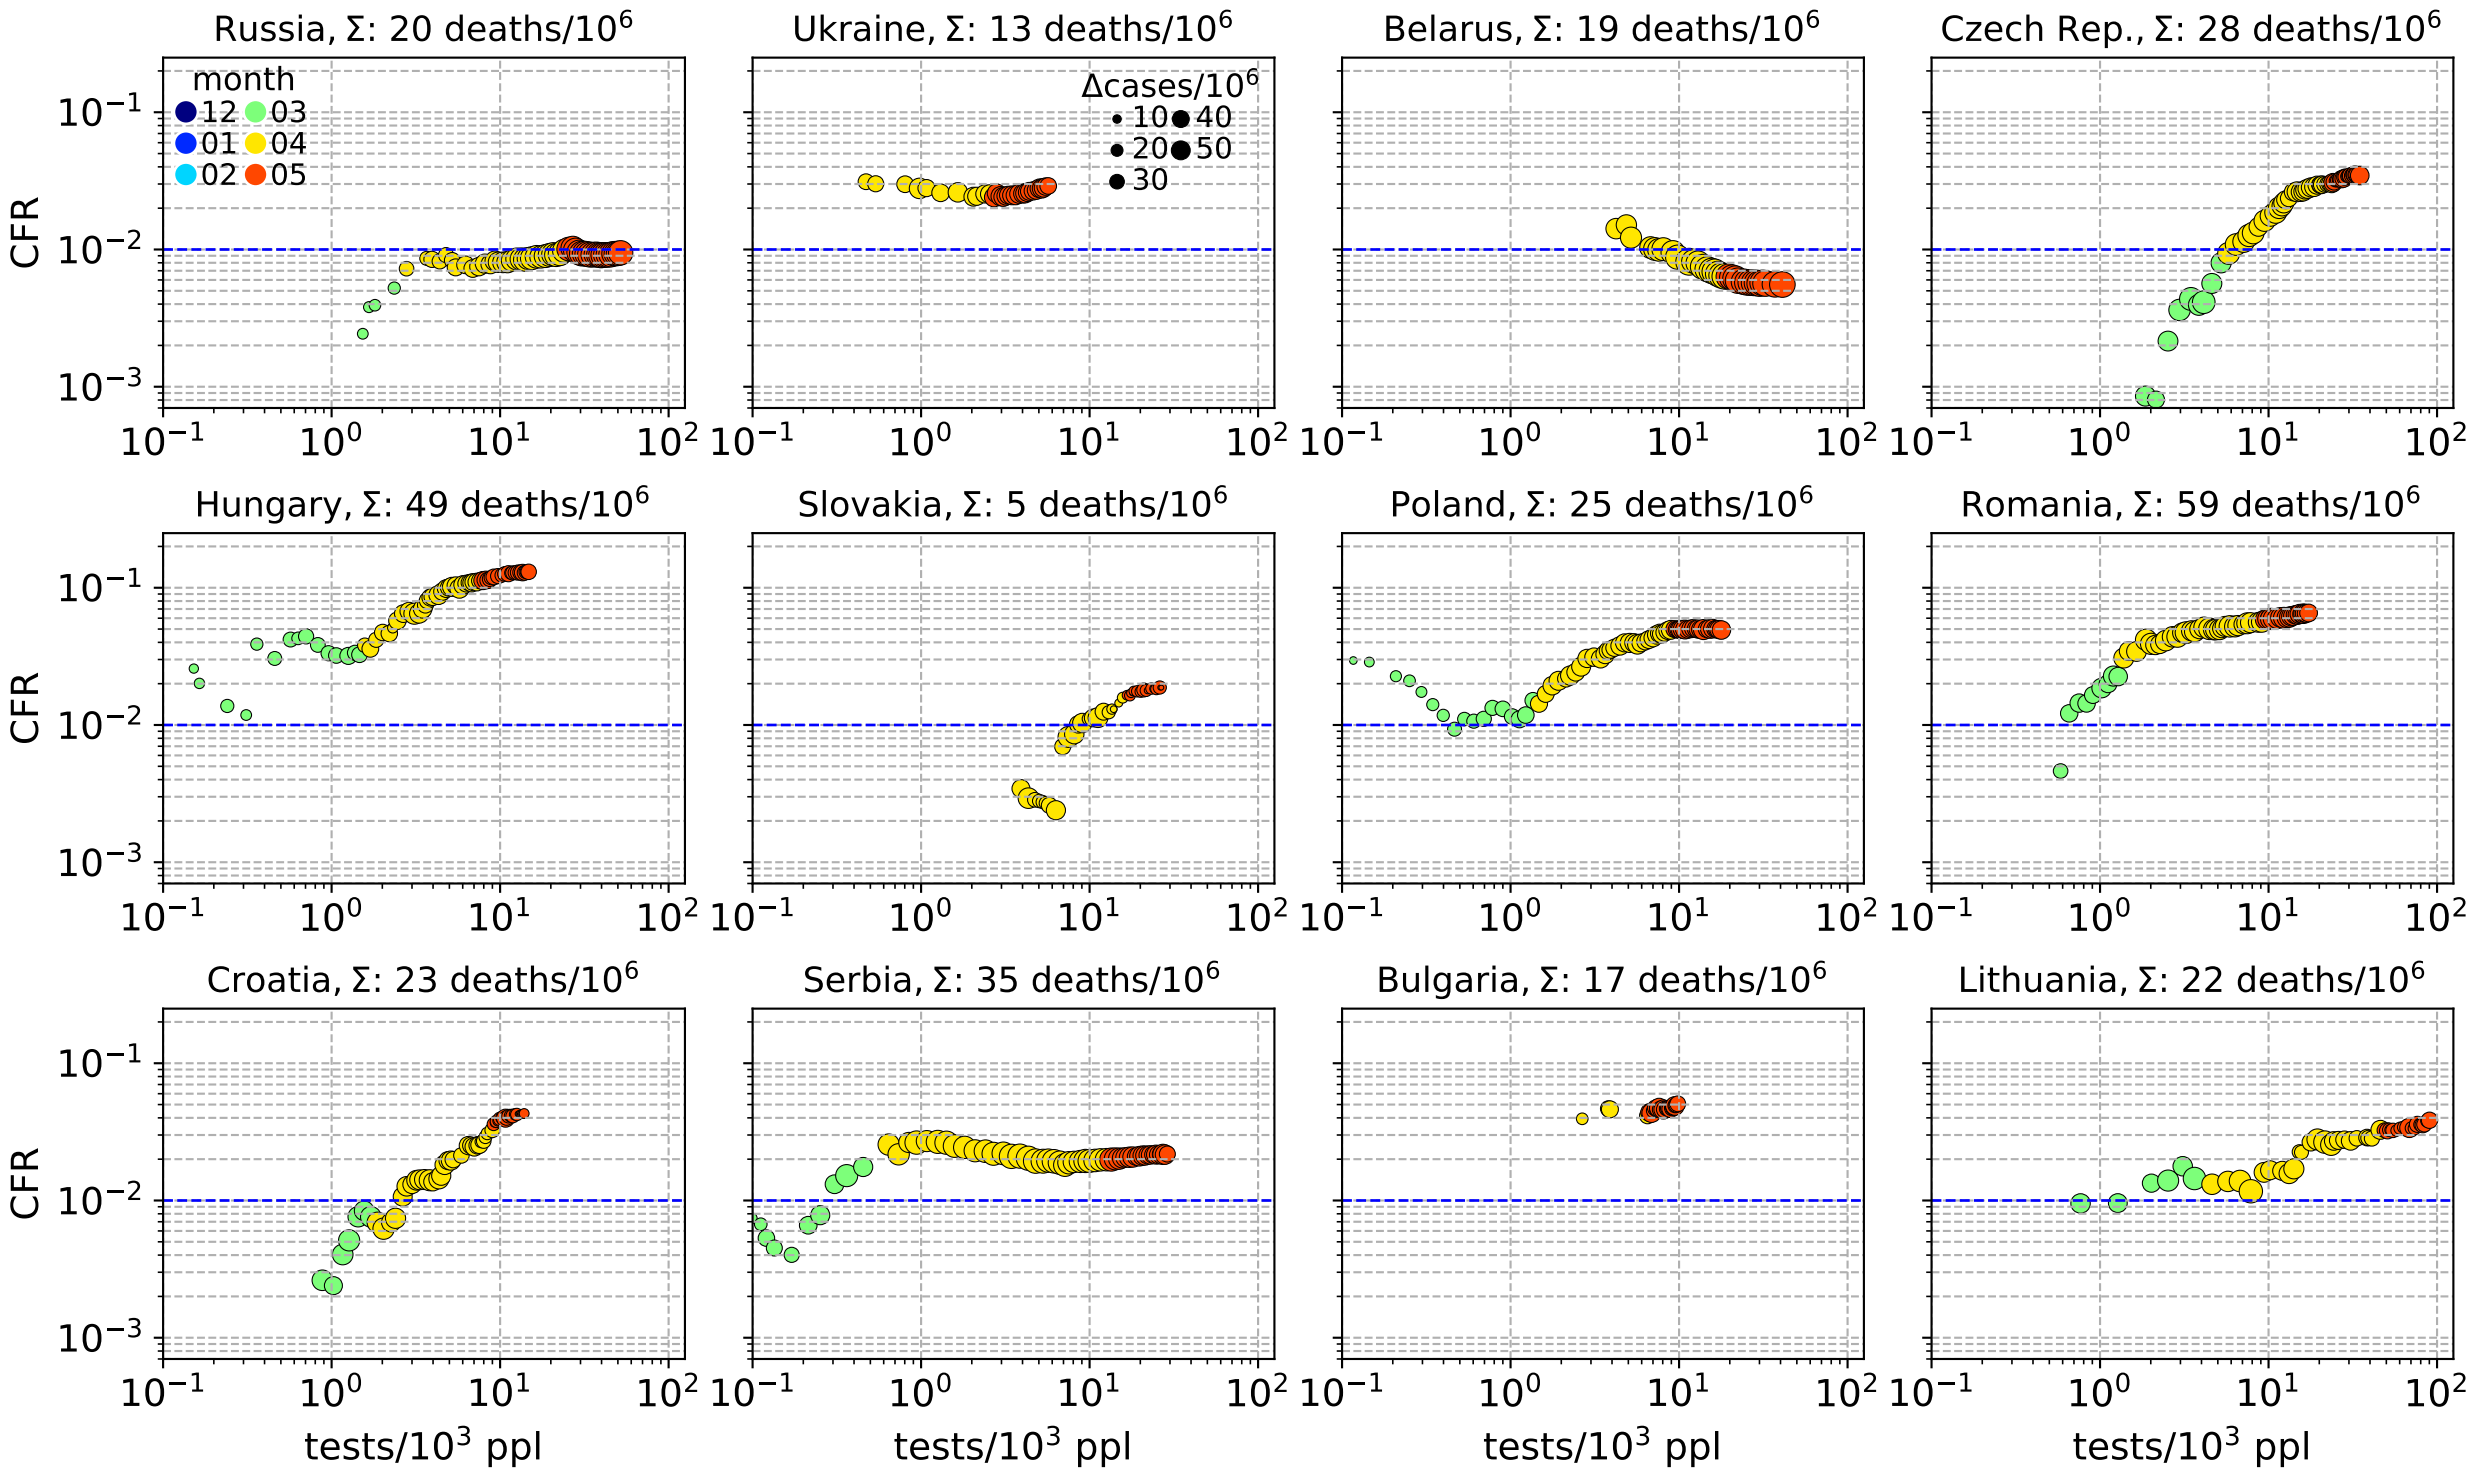 Russia, Σ: 20 deaths/10⁶
Ukraine, Σ: 13 deaths/10⁶
Belarus, Σ: 19 deaths/10⁶
Czech Rep., Σ: 28 deaths/10⁶
month
12 03
01 04
02 05
Δcases/10⁶
10 40
20 50
30
CFR
10⁻¹
10⁻²
10⁻³
10⁻¹ 10⁰ 10¹ 10²
10⁻¹ 10⁰ 10¹ 10²
10⁻¹ 10⁰ 10¹ 10²
10⁻¹ 10⁰ 10¹ 10²
Hungary, Σ: 49 deaths/10⁶
Slovakia, Σ: 5 deaths/10⁶
Poland, Σ: 25 deaths/10⁶
Romania, Σ: 59 deaths/10⁶
CFR
10⁻¹
10⁻²
10⁻³
10⁻¹ 10⁰ 10¹ 10²
10⁻¹ 10⁰ 10¹ 10²
10⁻¹ 10⁰ 10¹ 10²
10⁻¹ 10⁰ 10¹ 10²
Croatia, Σ: 23 deaths/10⁶
Serbia, Σ: 35 deaths/10⁶
Bulgaria, Σ: 17 deaths/10⁶
Lithuania, Σ: 22 deaths/10⁶
CFR
10⁻¹
10⁻²
10⁻³
10⁻¹ 10⁰ 10¹ 10²
10⁻¹ 10⁰ 10¹ 10²
10⁻¹ 10⁰ 10¹ 10²
10⁻¹ 10⁰ 10¹ 10²
tests/10³ ppl
tests/10³ ppl
tests/10³ ppl
tests/10³ ppl